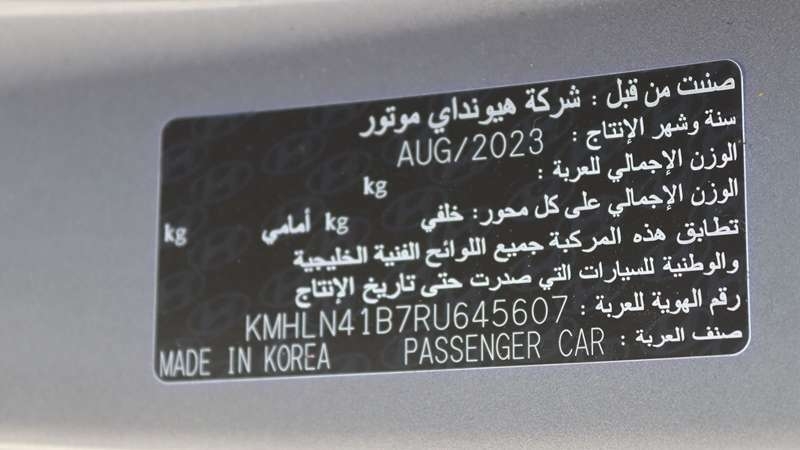 صنعت من قبل : شركة هيونداي موتور
سنة وشهر الإنتاج : AUG/2023
الوزن الإجمالي للعربة : kg
الوزن الإجمالي على كل محور: خلفي kg أمامي kg
تطابق هذه المركبة جميع اللوائح الفنية الخليجية
والوطنية للسيارات التي صدرت حتى تاريخ الإنتاج
رقم الهوية للعربة : KMHLN41B7RU645607
صنف العربة : PASSENGER CAR MADE IN KOREA